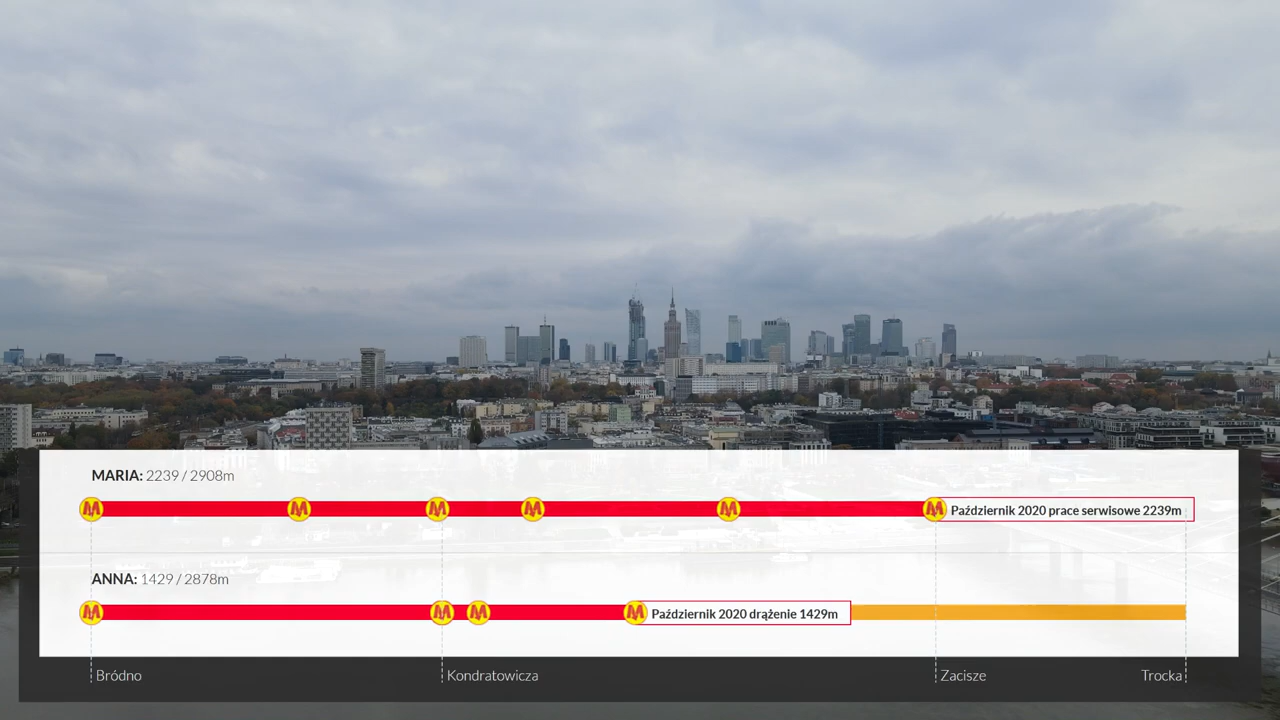 MARIA: 2239 / 2908m
Październik 2020 prace serwisowe 2239m
ANNA: 1429 / 2878m
Październik 2020 drążenie 1429m
Bródno
Kondratowicza
Zacisze
Trocka